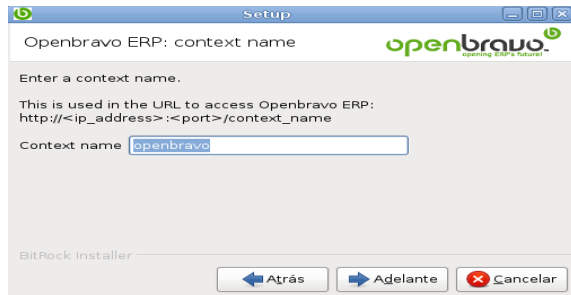 Setup
Openbravo ERP: context name
openbravo
opening ERP's future!
Enter a context name.
This is used in the URL to access Openbravo ERP:
http://<ip_address>:<port>/context_name
Context name openbravo
BitRock Installer
Atrás Adelante Cancelar